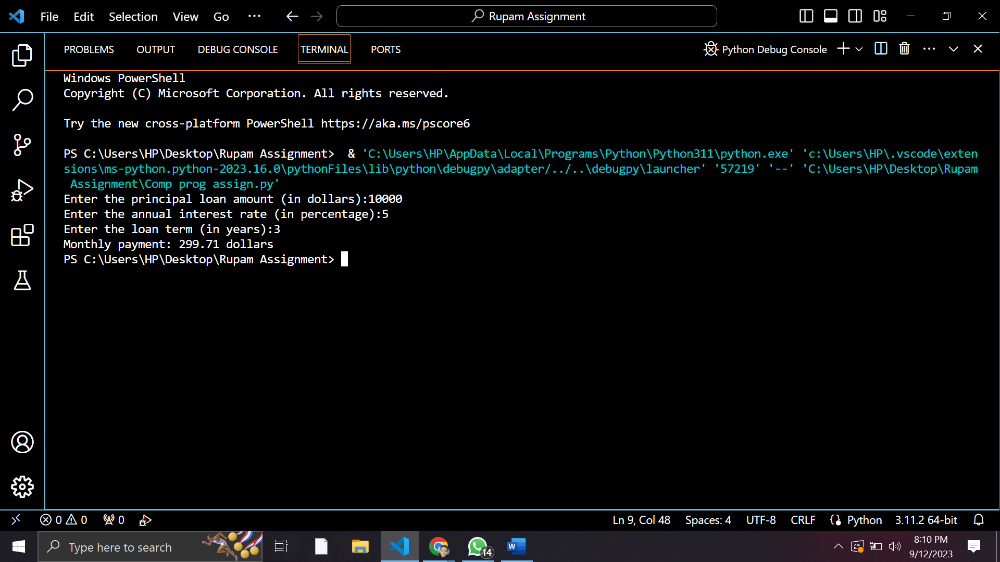 File Edit Selection View Go ··· Rupam Assignment
PROBLEMS OUTPUT DEBUG CONSOLE TERMINAL PORTS Python Debug Console
Windows PowerShell
Copyright (C) Microsoft Corporation. All rights reserved.
Try the new cross-platform PowerShell https://aka.ms/pscore6
PS C:\Users\HP\Desktop\Rupam Assignment>  & 'C:\Users\HP\AppData\Local\Programs\Python\Python311\python.exe' 'c:\Users\HP\.vscode\exten
sions\ms-python.python-2023.16.0\pythonFiles\lib\python\debugpy\adapter/../..\debugpy\launcher' '57219' '--' 'C:\Users\HP\Desktop\Rupam
 Assignment\Comp prog assign.py'
Enter the principal loan amount (in dollars):10000
Enter the annual interest rate (in percentage):5
Enter the loan term (in years):3
Monthly payment: 299.71 dollars
PS C:\Users\HP\Desktop\Rupam Assignment>
0 0 0 Ln 9, Col 48 Spaces: 4 UTF-8 CRLF Python 3.11.2 64-bit
Type here to search 14 W 8:10 PM
9/12/2023